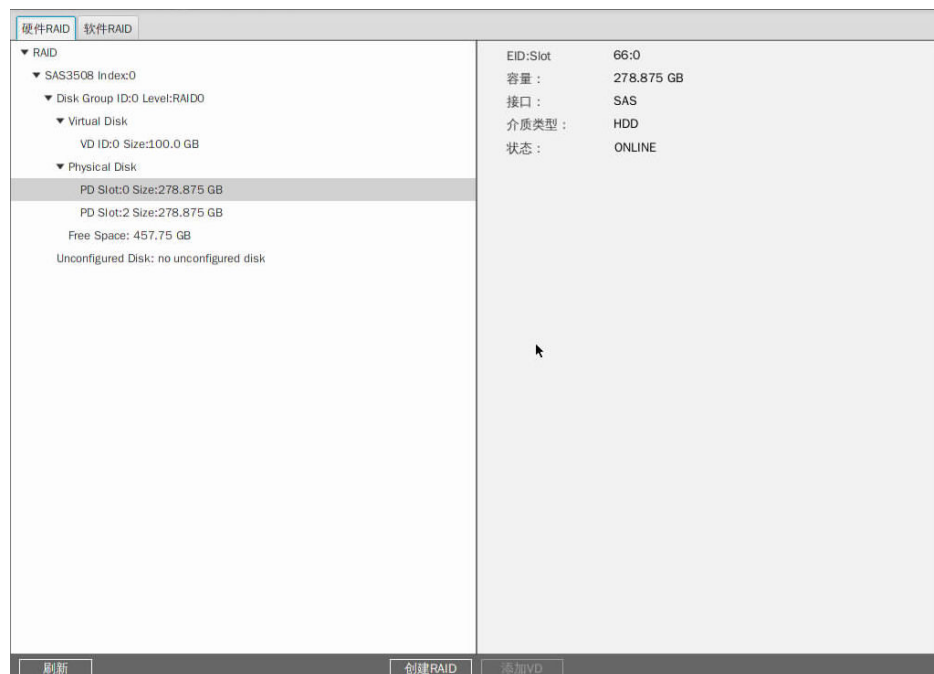 硬件RAID 软件RAID
RAID
SAS3508 Index:0
Disk Group ID:0 Level:RAID0
Virtual Disk
VD ID:0 Size:100.0 GB
Physical Disk
PD Slot:0 Size:278.875 GB
PD Slot:2 Size:278.875 GB
Free Space: 457.75 GB
Unconfigured Disk: no unconfigured disk
EID:Slot 66:0
容量： 278.875 GB
接口： SAS
介质类型： HDD
状态： ONLINE
刷新 创建RAID 添加VD